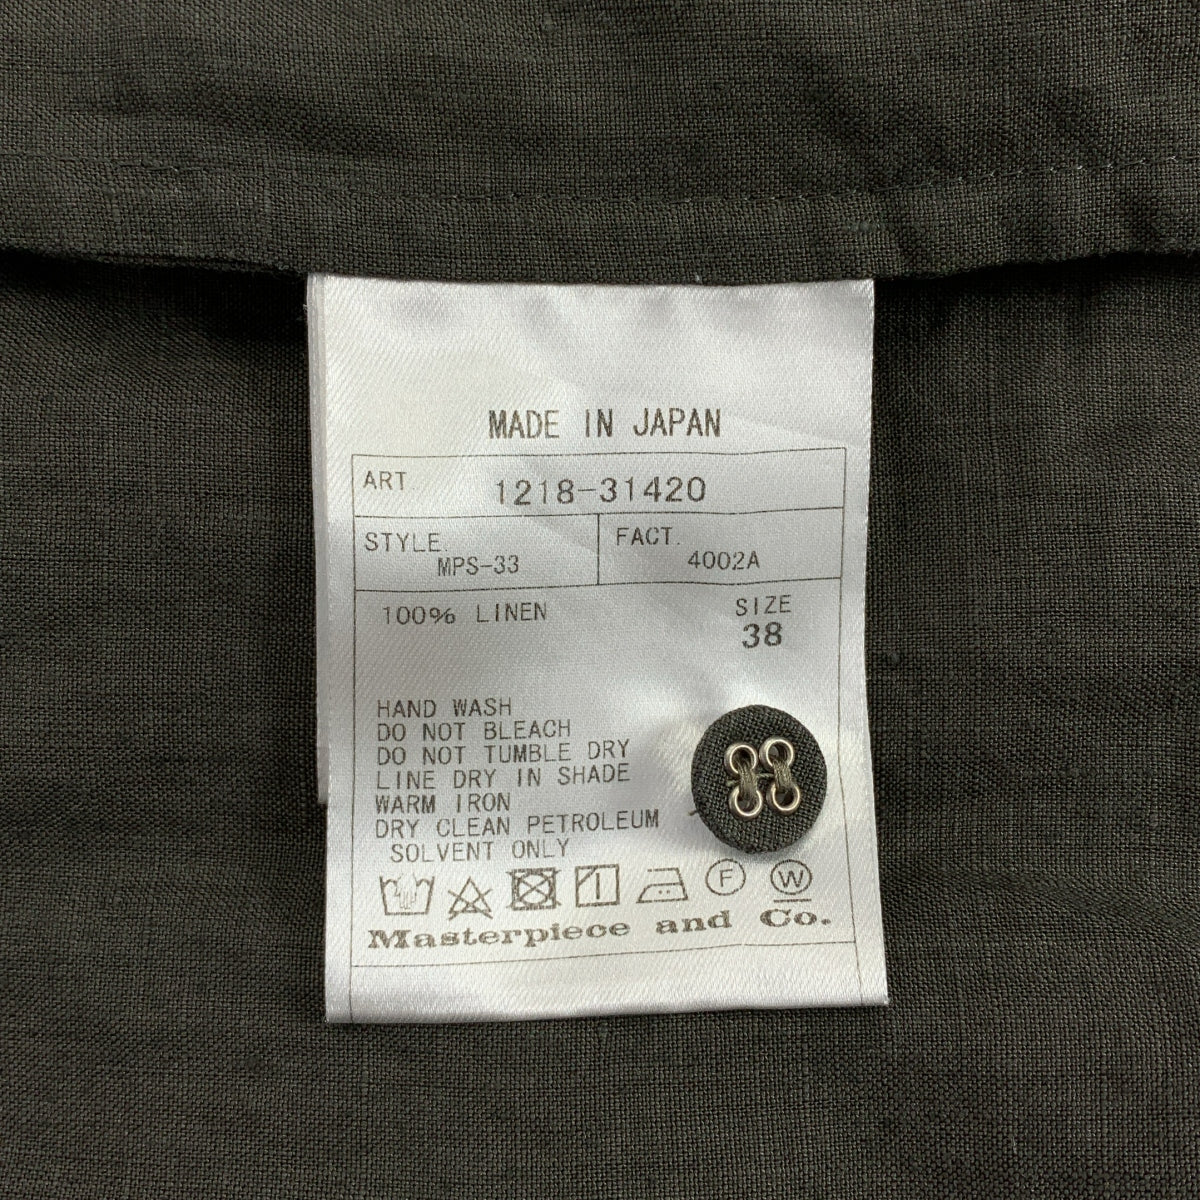 MADE IN JAPAN
ART. 1218-31420
STYLE MPS-33 FACT. 4002A
100% LINEN SIZE
38
HAND WASH
DO NOT BLEACH
DO NOT TUMBLE DRY
LINE DRY IN SHADE
WARM IRON
DRY CLEAN PETROLEUM
SOLVENT ONLY
F W
Masterpiece and Co.